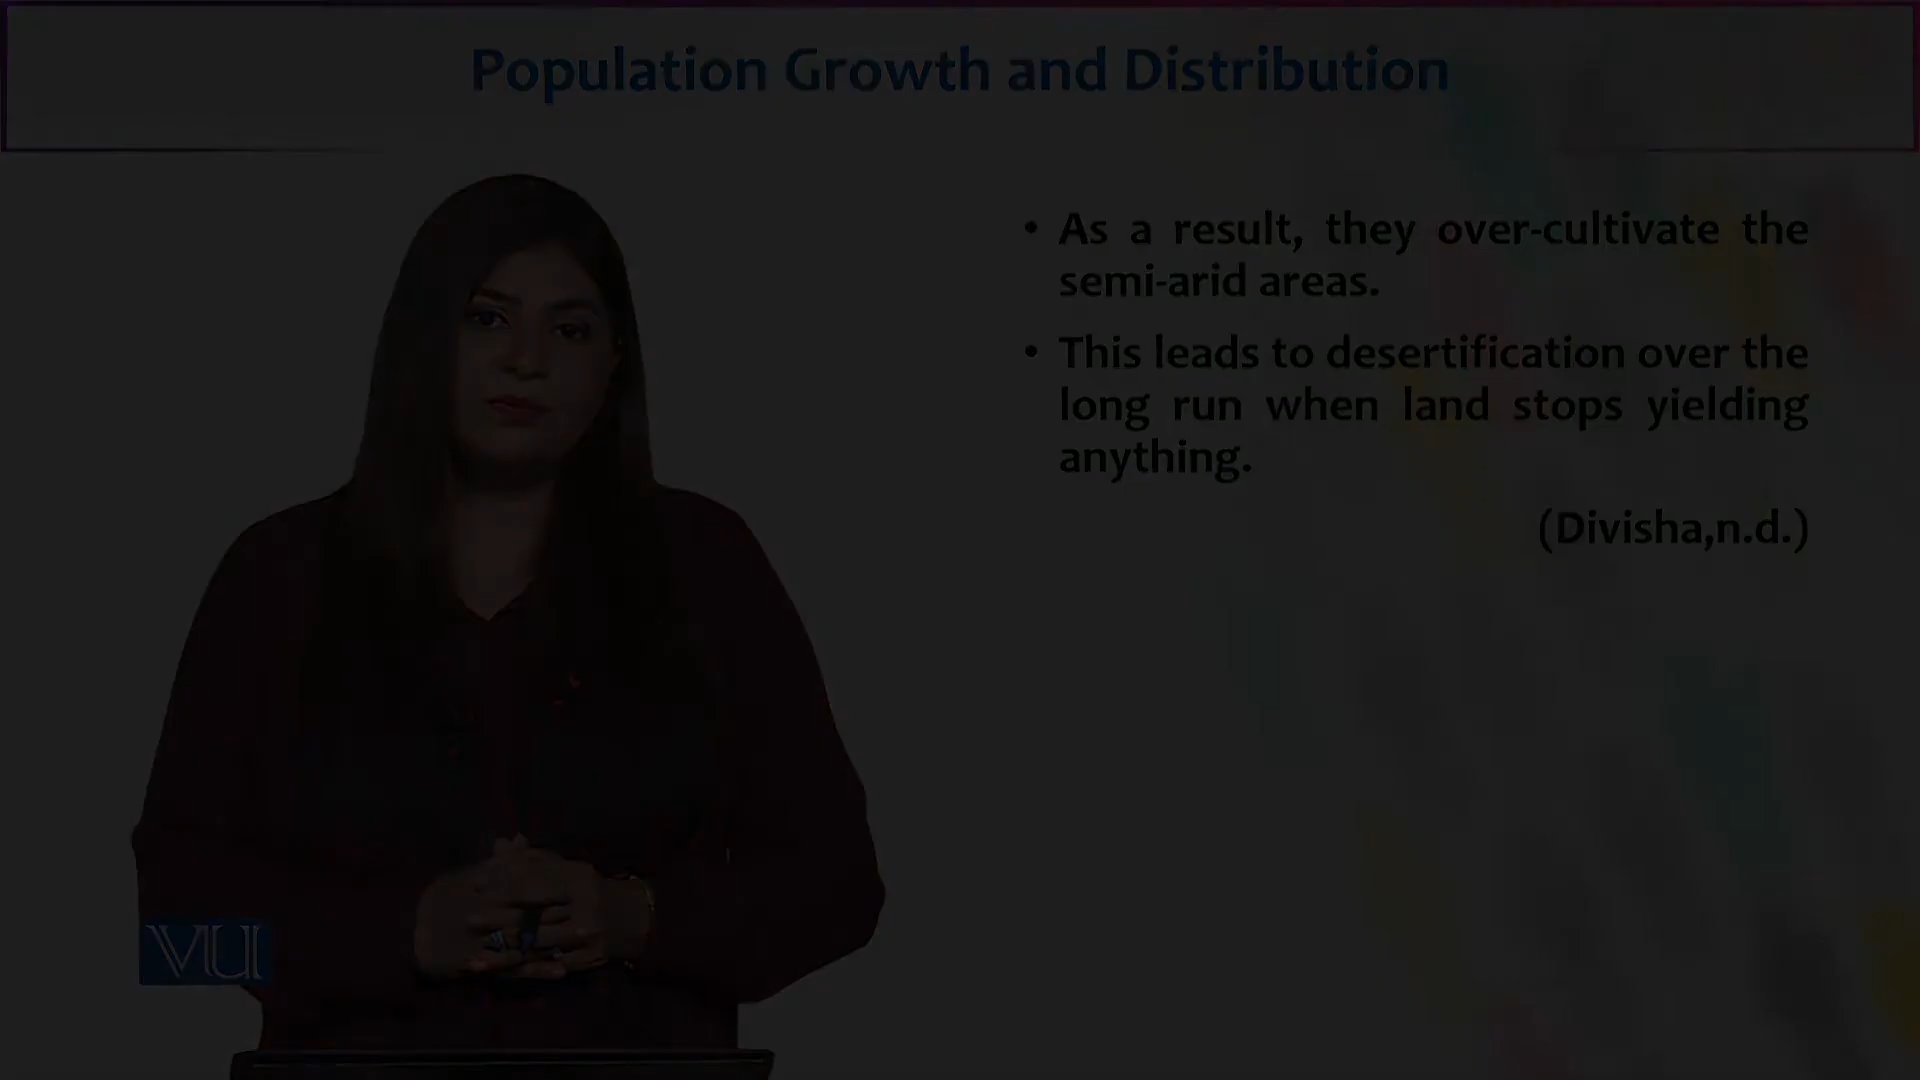 Population Growth and Distribution
• As a result, they over-cultivate the
semi-arid areas.
• This leads to desertification over the
long run when land stops yielding
anything.
(Divisha,n.d.)
VU